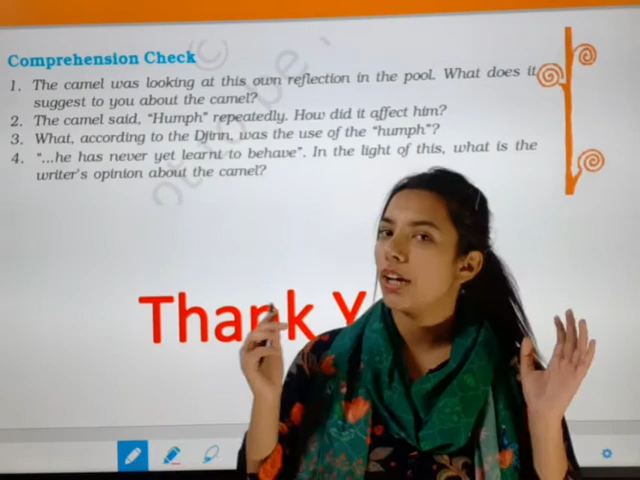 Comprehension Check
1. The camel was looking at this own reflection in the pool. What does it
suggest to you about the camel?
2. The camel said, “Humph” repeatedly. How did it affect him?
3. What, according to the Djinn, was the use of the “humph”?
4. “...he has never yet learnt to behave”. In the light of this, what is the
writer's opinion about the camel?
Thank Y